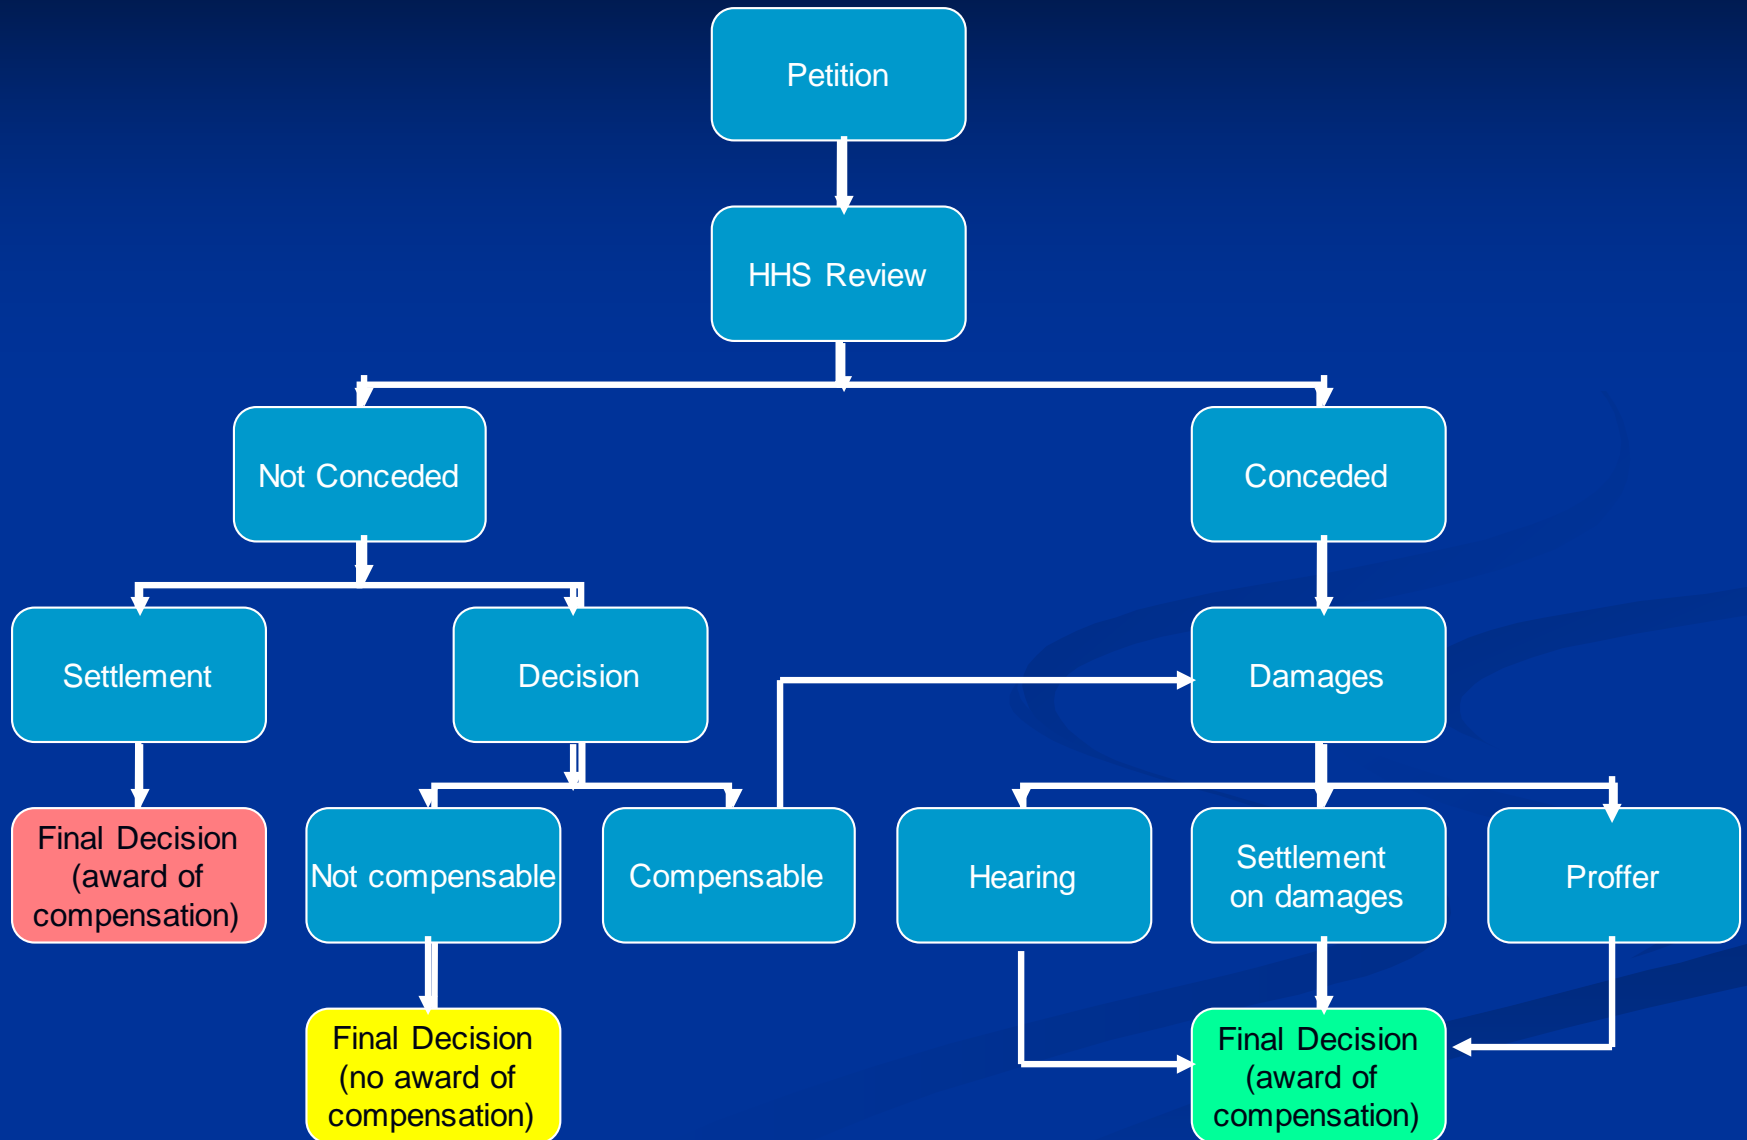 Petition
HHS Review
Not Conceded
Conceded
Settlement
Decision
Damages
Final Decision
(award of
compensation)
Not compensable
Compensable
Hearing
Settlement
on damages
Proffer
Final Decision
(no award of
compensation)
Final Decision
(award of
compensation)